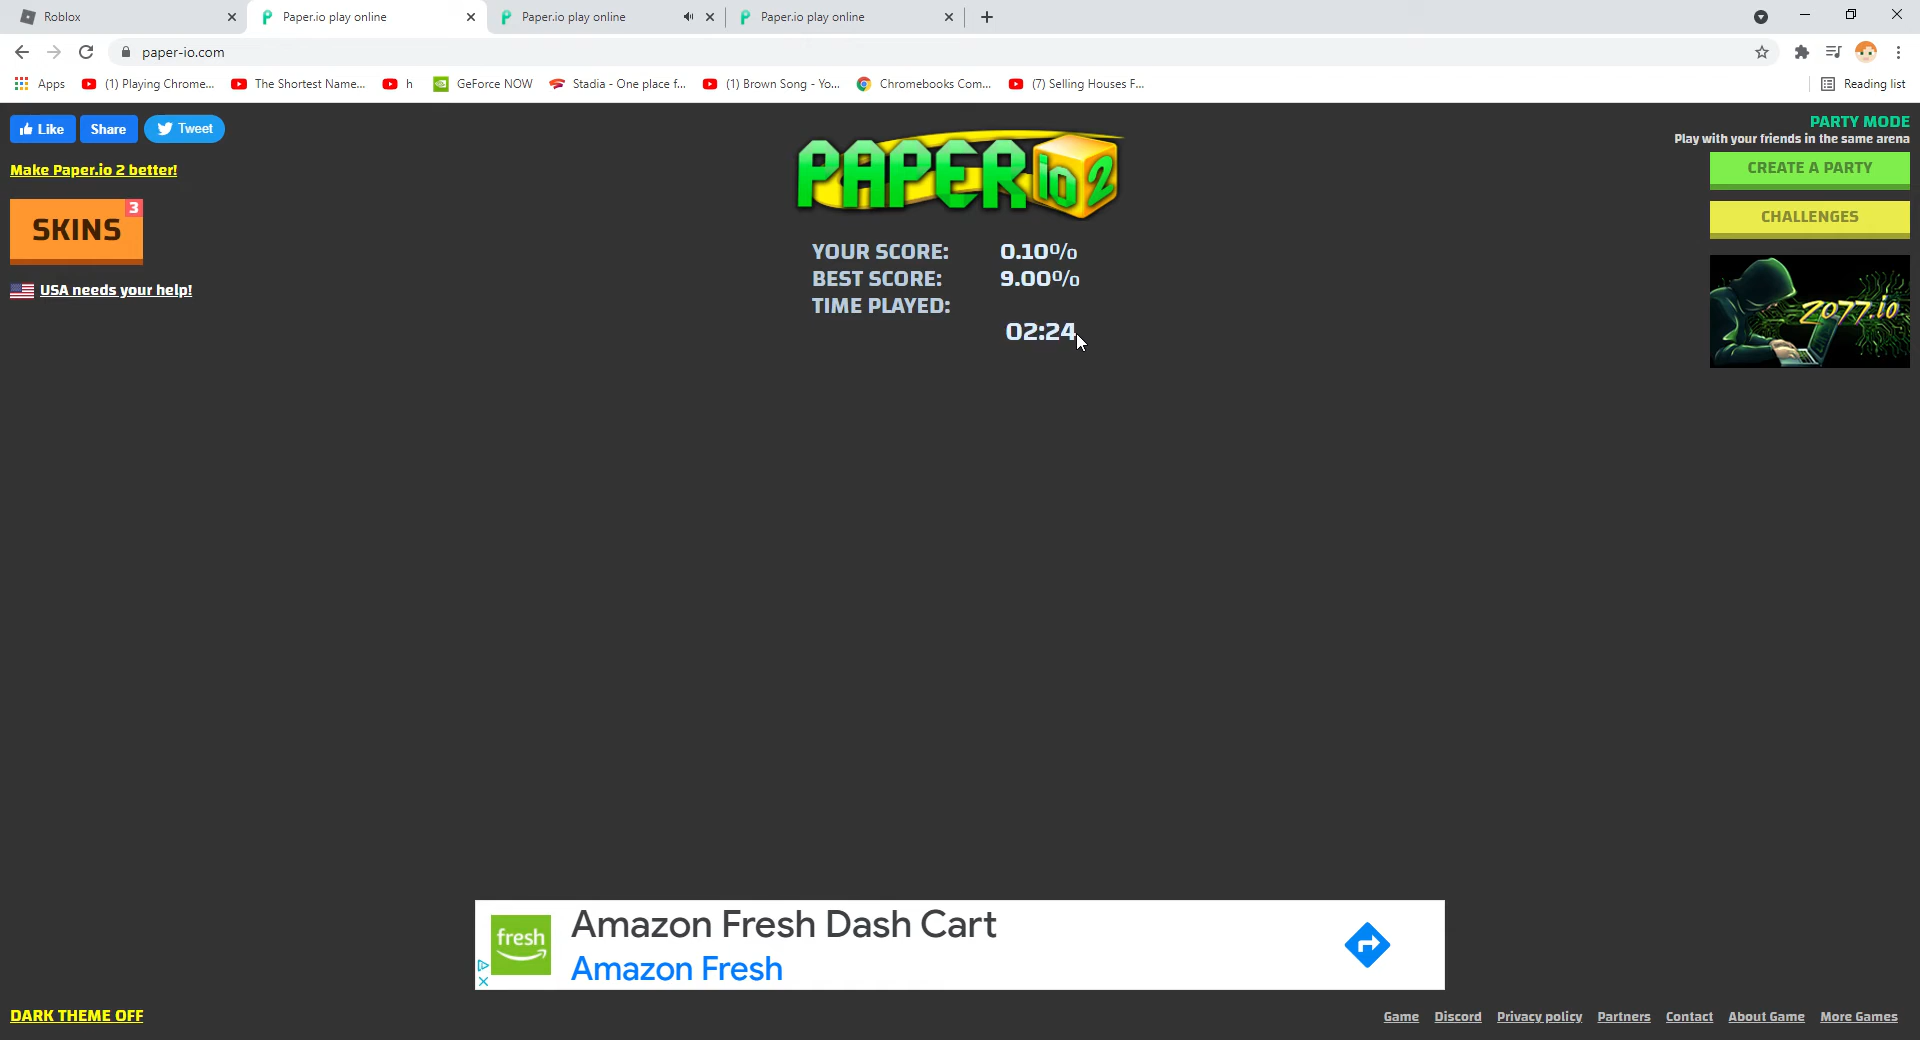 Roblox
Paper.io play online
Paper.io play online
Paper.io play online
paper-io.com
Apps
(1) Playing Chrome...
The Shortest Name...
h
GeForce NOW
Stadia - One place f...
(1) Brown Song - Yo...
Chromebooks Com...
(7) Selling Houses F...
Reading list
Like
Share
Tweet
Make Paper.io 2 better!
SKINS
3
USA needs your help!
PAPER io 2
YOUR SCORE: 0.10%
BEST SCORE: 9.00%
TIME PLAYED:
02:24
PARTY MODE
Play with your friends in the same arena
CREATE A PARTY
CHALLENGES
2077.io
fresh
Amazon Fresh Dash Cart
Amazon Fresh
DARK THEME OFF
Game
Discord
Privacy policy
Partners
Contact
About Game
More Games